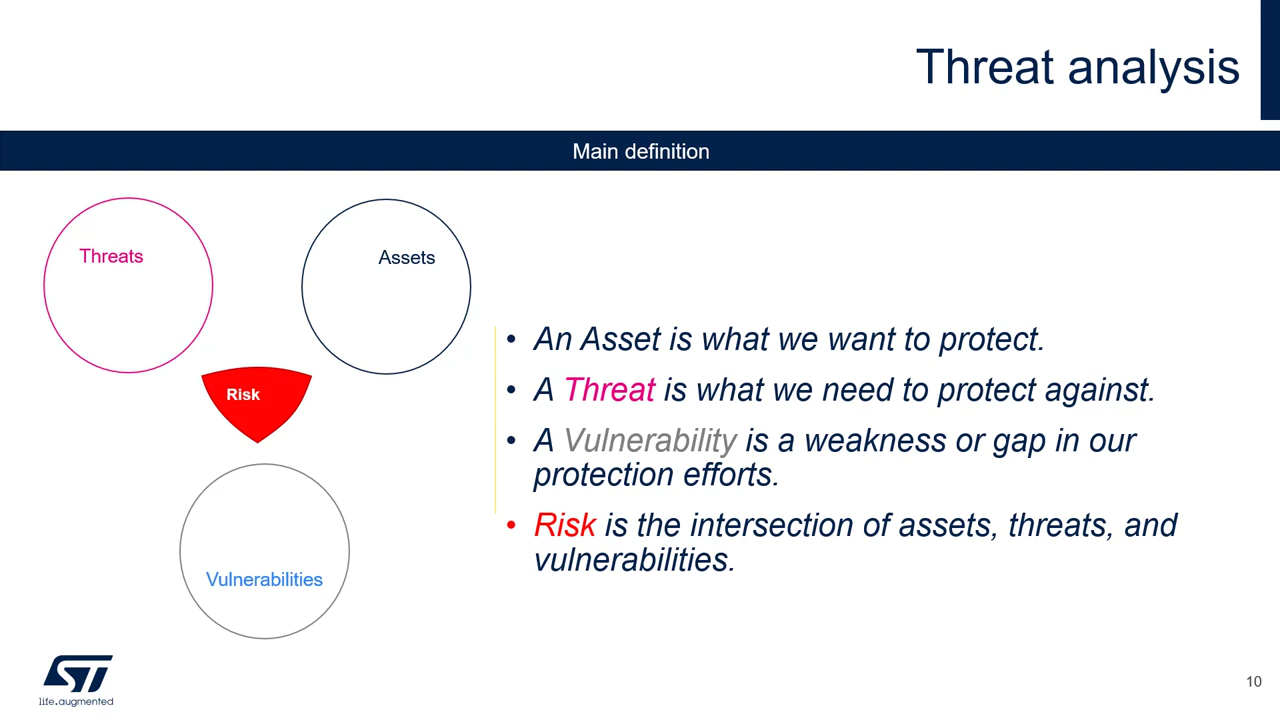 Threat analysis
Main definition
Threats
Assets
Risk
Vulnerabilities
• An Asset is what we want to protect.
• A Threat is what we need to protect against.
• A Vulnerability is a weakness or gap in our
protection efforts.
• Risk is the intersection of assets, threats, and
vulnerabilities.
ST
life.augmented
10